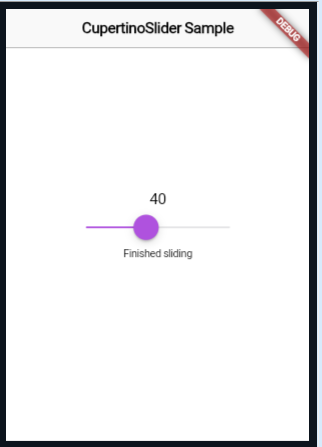 CupertinoSlider Sample
DEBUG
40
Finished sliding